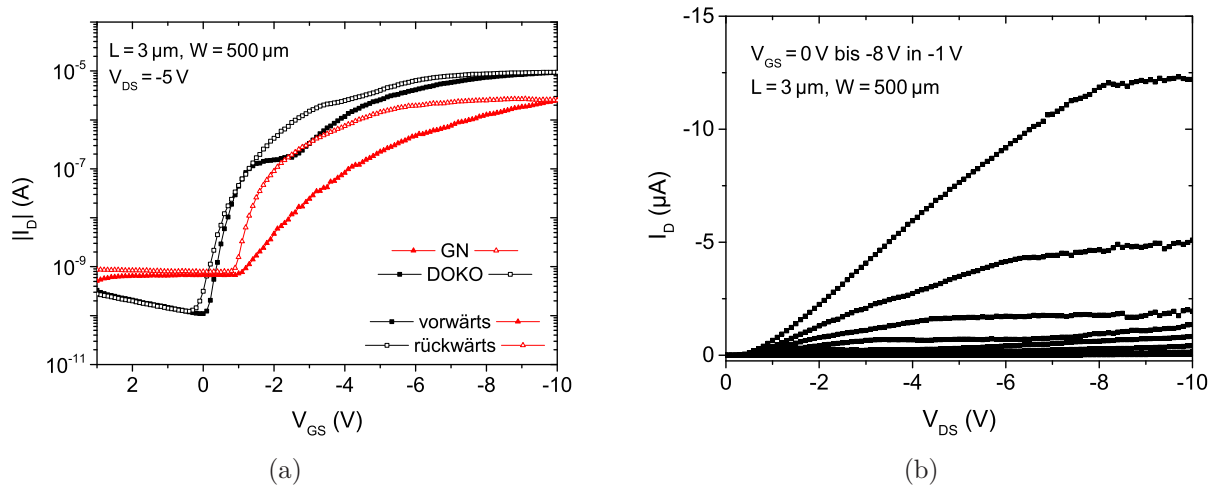 L = 3 µm, W = 500 µm
V_DS = -5 V
10^-5
10^-7
10^-9
10^-11
|I_D| (A)
GN
DOKO
vorwärts
rückwärts
2 0 -2 -4 -6 -8 -10
V_GS (V)
(a)
V_GS = 0 V bis -8 V in -1 V
L = 3 µm, W = 500 µm
-15
-10
-5
0
I_D (µA)
0 -2 -4 -6 -8 -10
V_DS (V)
(b)